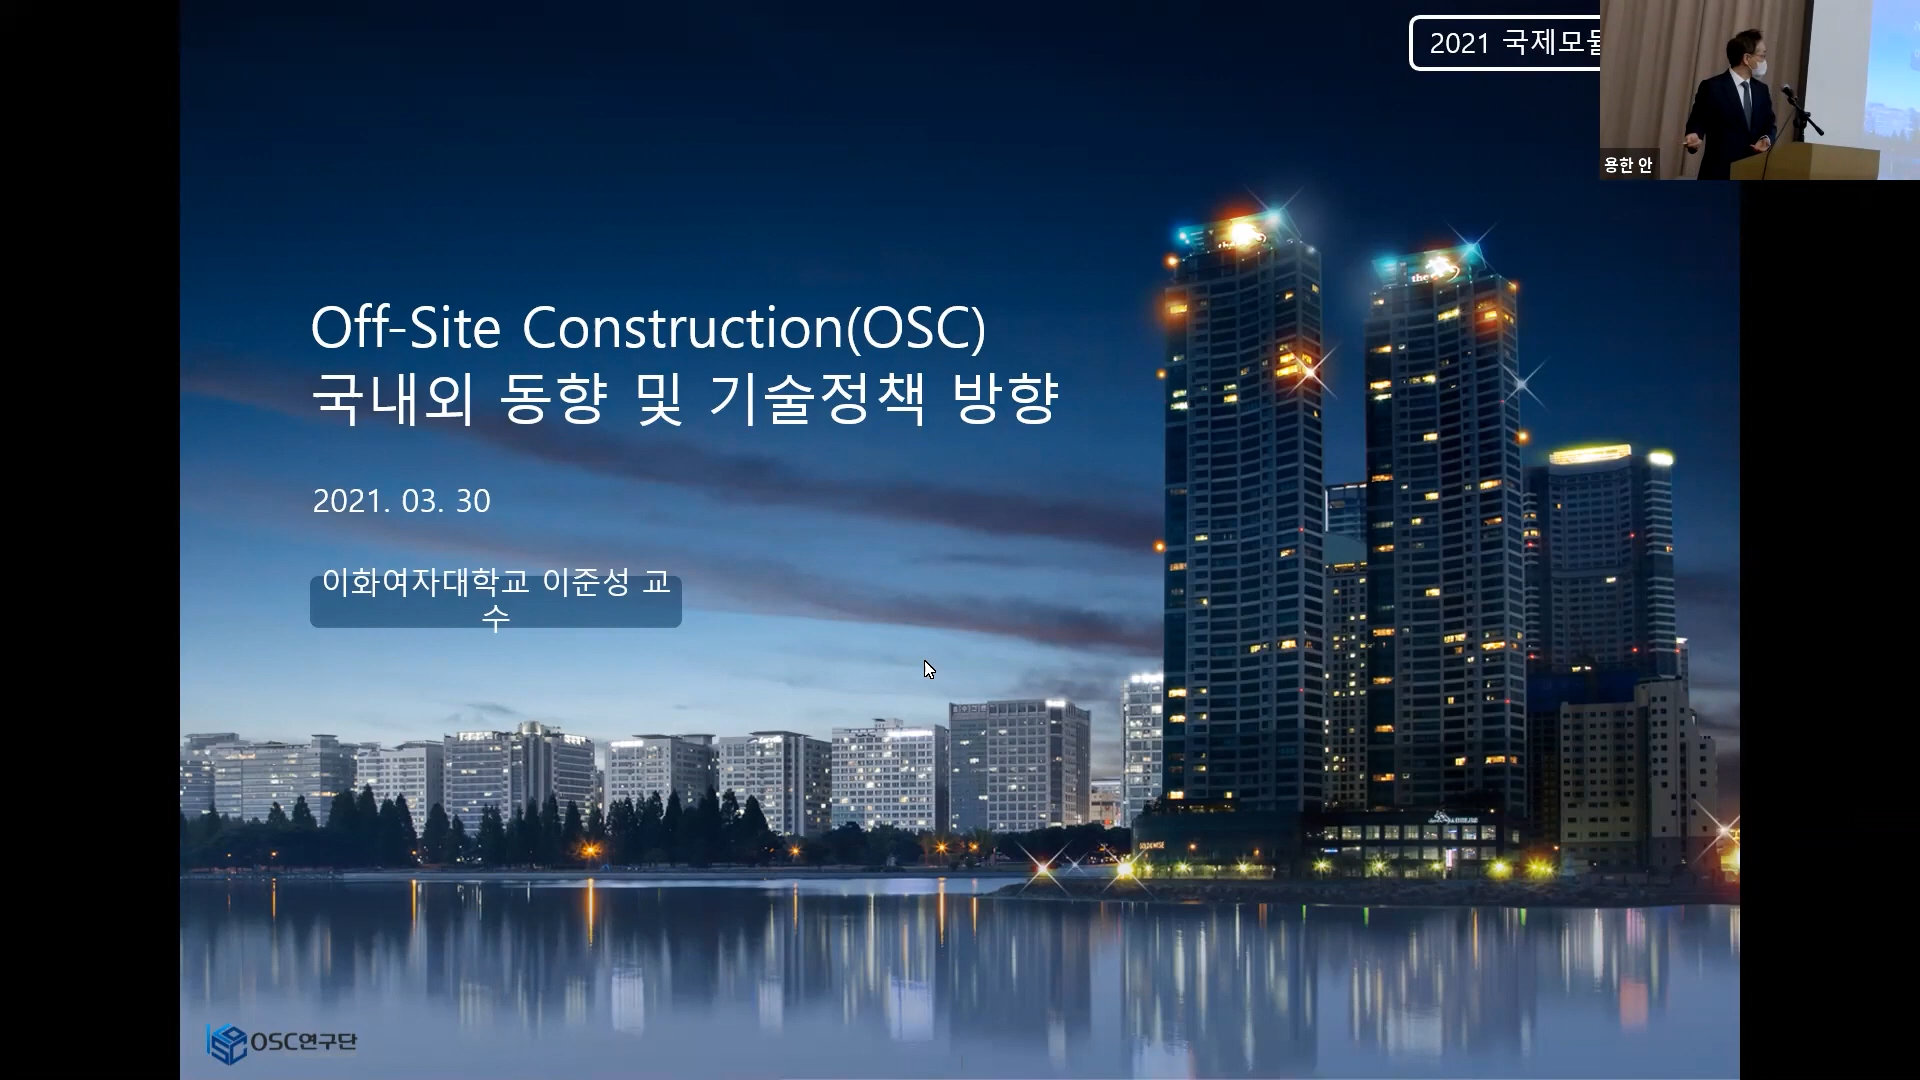 2021 국제모듈
용한 안
Off-Site Construction(OSC)
국내외 동향 및 기술정책 방향
2021. 03. 30
이화여자대학교 이준성 교
수
OSC연구단